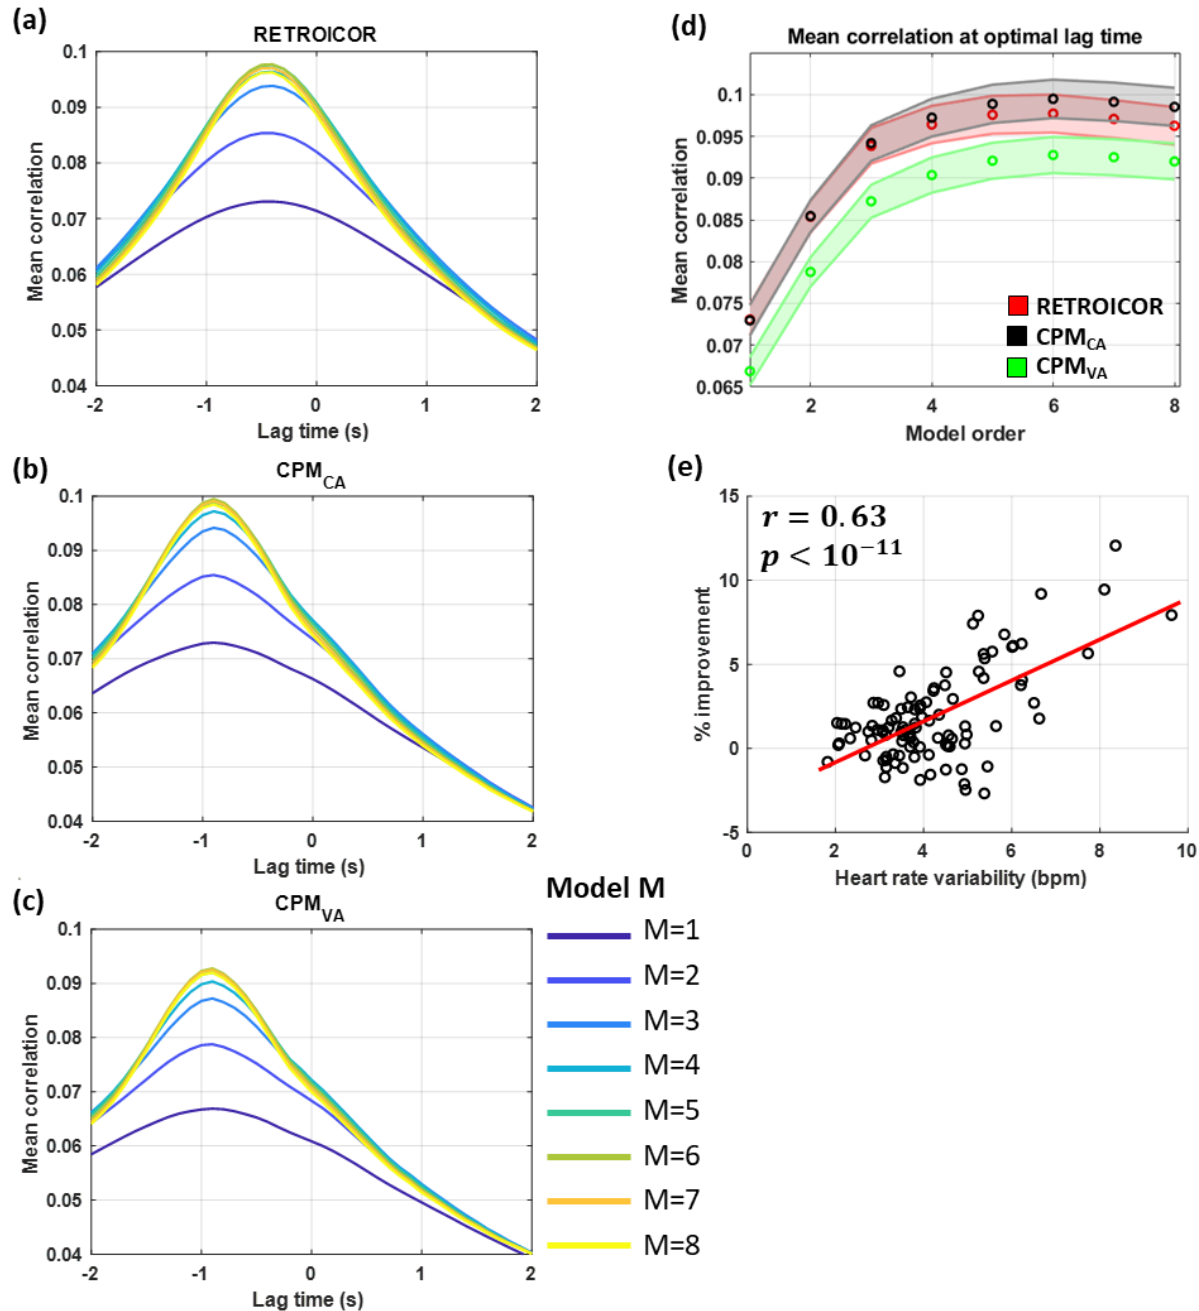 (a)
RETROICOR
0.1
0.09
0.08
0.07
0.06
0.05
0.04
Mean correlation
-2
-1
0
1
2
Lag time (s)
(b)
CPM_CA
0.1
0.09
0.08
0.07
0.06
0.05
0.04
Mean correlation
-2
-1
0
1
2
Lag time (s)
(c)
CPM_VA
0.1
0.09
0.08
0.07
0.06
0.05
0.04
Mean correlation
-2
-1
0
1
2
Lag time (s)
Model M
M=1
M=2
M=3
M=4
M=5
M=6
M=7
M=8
(d)
Mean correlation at optimal lag time
0.1
0.095
0.09
0.085
0.08
0.075
0.07
0.065
Mean correlation
RETROICOR
CPM_CA
CPM_VA
2
4
6
8
Model order
(e)
15
10
5
0
-5
% improvement
r = 0.63
p < 10^-11
0
2
4
6
8
10
Heart rate variability (bpm)